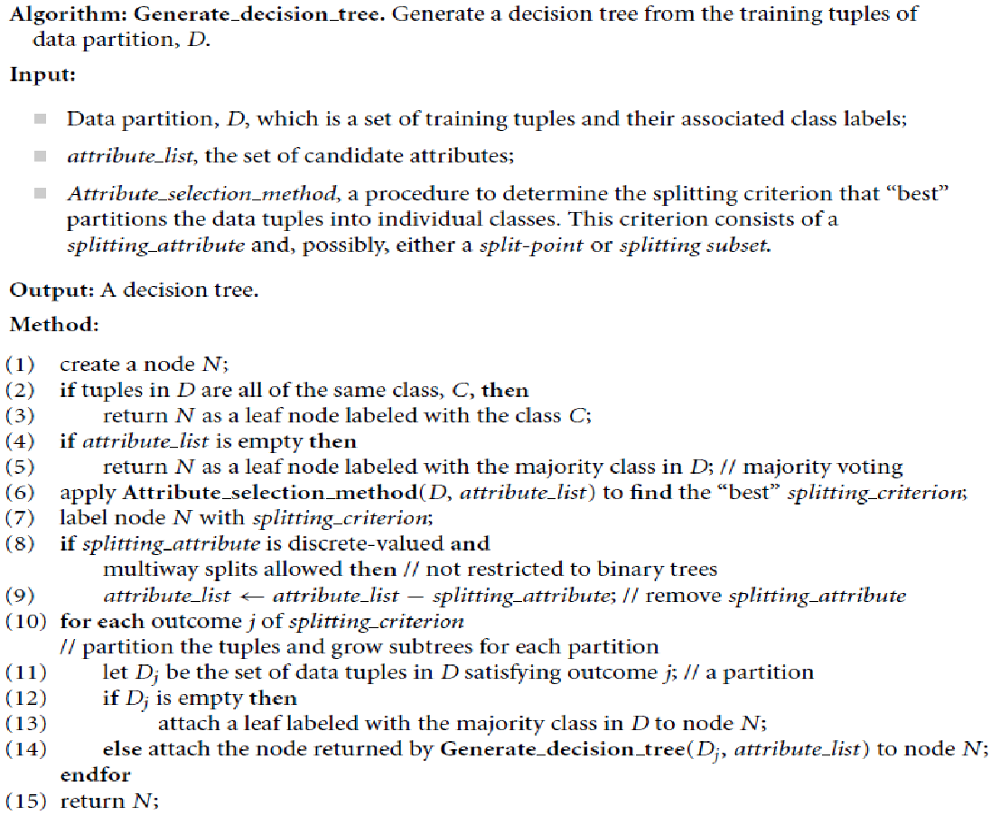 Algorithm: Generate_decision_tree. Generate a decision tree from the training tuples of
data partition, D.
Input:
Data partition, D, which is a set of training tuples and their associated class labels;
attribute_list, the set of candidate attributes;
Attribute_selection_method, a procedure to determine the splitting criterion that “best”
partitions the data tuples into individual classes. This criterion consists of a
splitting_attribute and, possibly, either a split-point or splitting subset.
Output: A decision tree.
Method:
(1) create a node N;
(2) if tuples in D are all of the same class, C, then
(3) return N as a leaf node labeled with the class C;
(4) if attribute_list is empty then
(5) return N as a leaf node labeled with the majority class in D; // majority voting
(6) apply Attribute_selection_method(D, attribute_list) to find the “best” splitting_criterion;
(7) label node N with splitting_criterion;
(8) if splitting_attribute is discrete-valued and
multiway splits allowed then // not restricted to binary trees
(9) attribute_list ← attribute_list − splitting_attribute; // remove splitting_attribute
(10) for each outcome j of splitting_criterion
// partition the tuples and grow subtrees for each partition
(11) let Dj be the set of data tuples in D satisfying outcome j; // a partition
(12) if Dj is empty then
(13) attach a leaf labeled with the majority class in D to node N;
(14) else attach the node returned by Generate_decision_tree(Dj, attribute_list) to node N;
endfor
(15) return N;